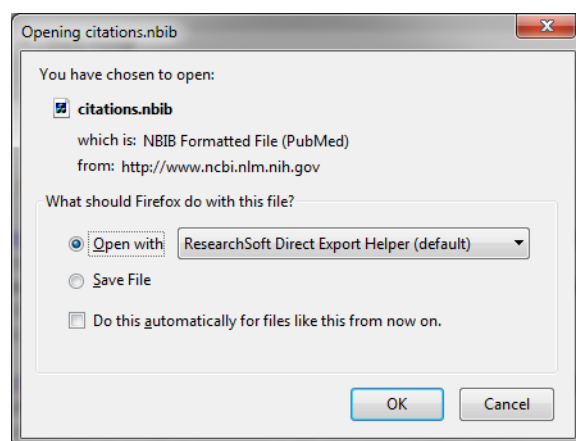 Opening citations.nbib
You have chosen to open:
citations.nbib
which is: NBIB Formatted File (PubMed)
from: http://www.ncbi.nlm.nih.gov
What should Firefox do with this file?
Open with ResearchSoft Direct Export Helper (default)
Save File
Do this automatically for files like this from now on.
OK Cancel